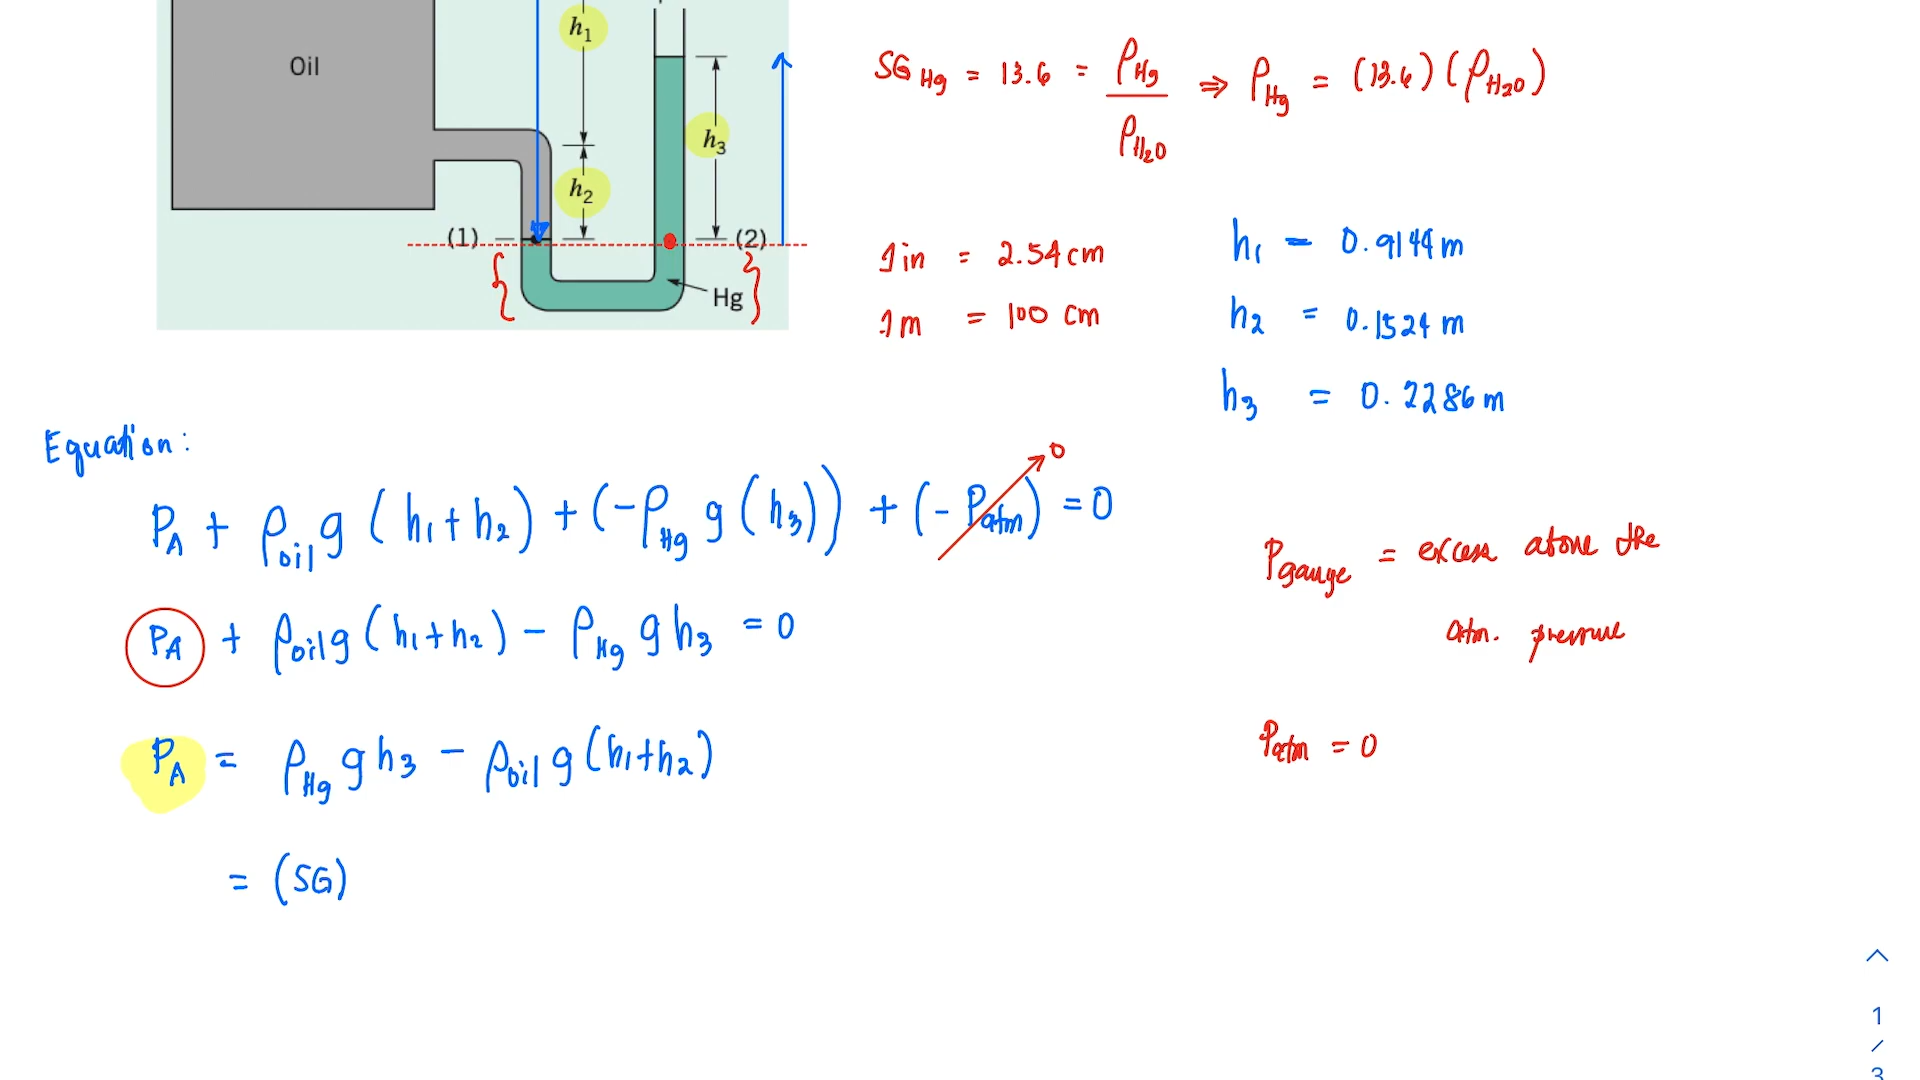 h₁
Oil
h₃
h₂
(1)
(2)
Hg
SG Hg = 13.6 = ρHg / ρH₂O ⇒ ρHg = (13.6)(ρH₂O)
1in = 2.54 cm
1m = 100 cm
h₁ = 0.9144 m
h₂ = 0.1524 m
h₃ = 0.2286 m
Equation:
PA + ρoil g (h₁+h₂) + (-ρHg g (h₃)) + (-Patm) = 0
0
PA + ρoil g (h₁+h₂) - ρHg g h₃ = 0
PA = ρHg g h₃ - ρoil g (h₁+h₂)
= (SG)
Pgauge = excess above the
atm. pressure
Patm = 0
1
/
3